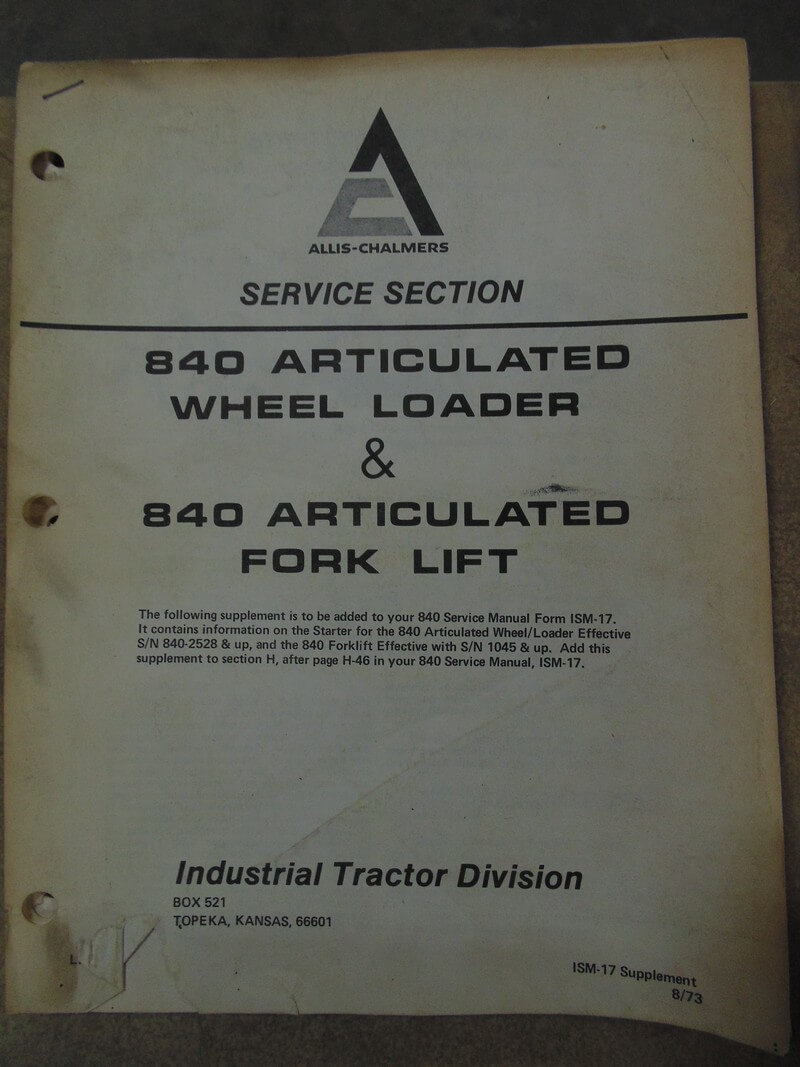 ALLIS-CHALMERS
SERVICE SECTION
840 ARTICULATED
WHEEL LOADER
&
840 ARTICULATED
FORK LIFT
The following supplement is to be added to your 840 Service Manual Form ISM-17.
It contains information on the Starter for the 840 Articulated Wheel/Loader Effective
S/N 840-2528 & up, and the 840 Forklift Effective with S/N 1045 & up. Add this
supplement to section H, after page H-46 in your 840 Service Manual, ISM-17.
Industrial Tractor Division
BOX 521
TOPEKA, KANSAS, 66601
L.
ISM-17 Supplement
8/73